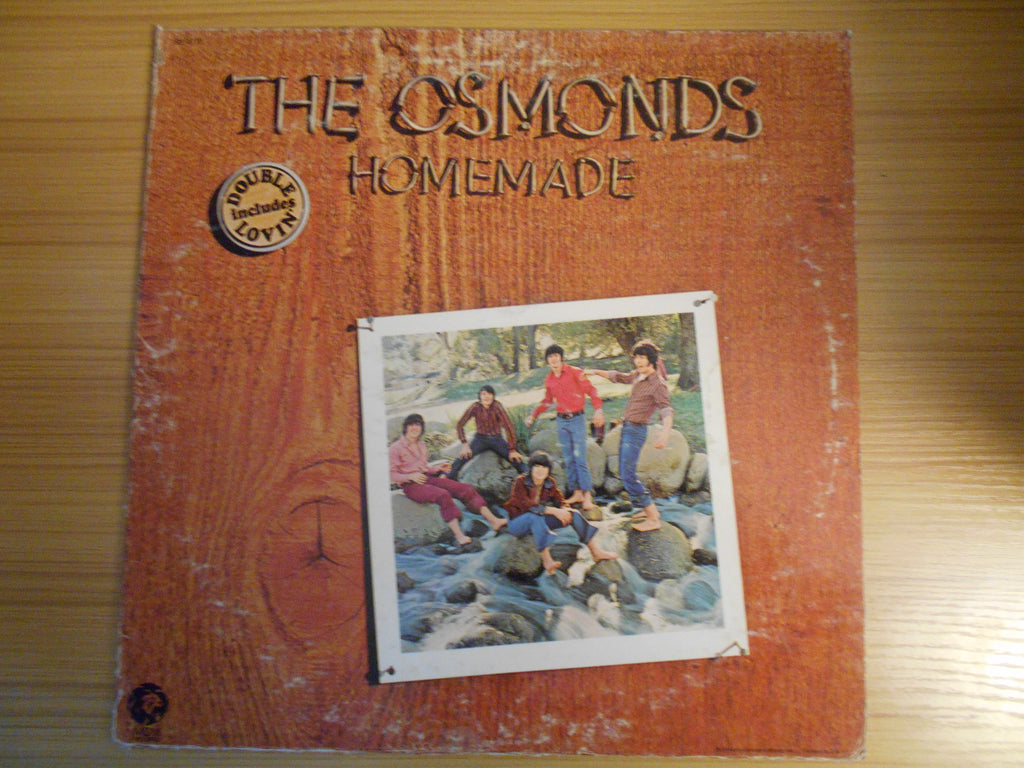 THE OSMONDS
HOMEMADE
DOUBLE
includes
LOVIN'